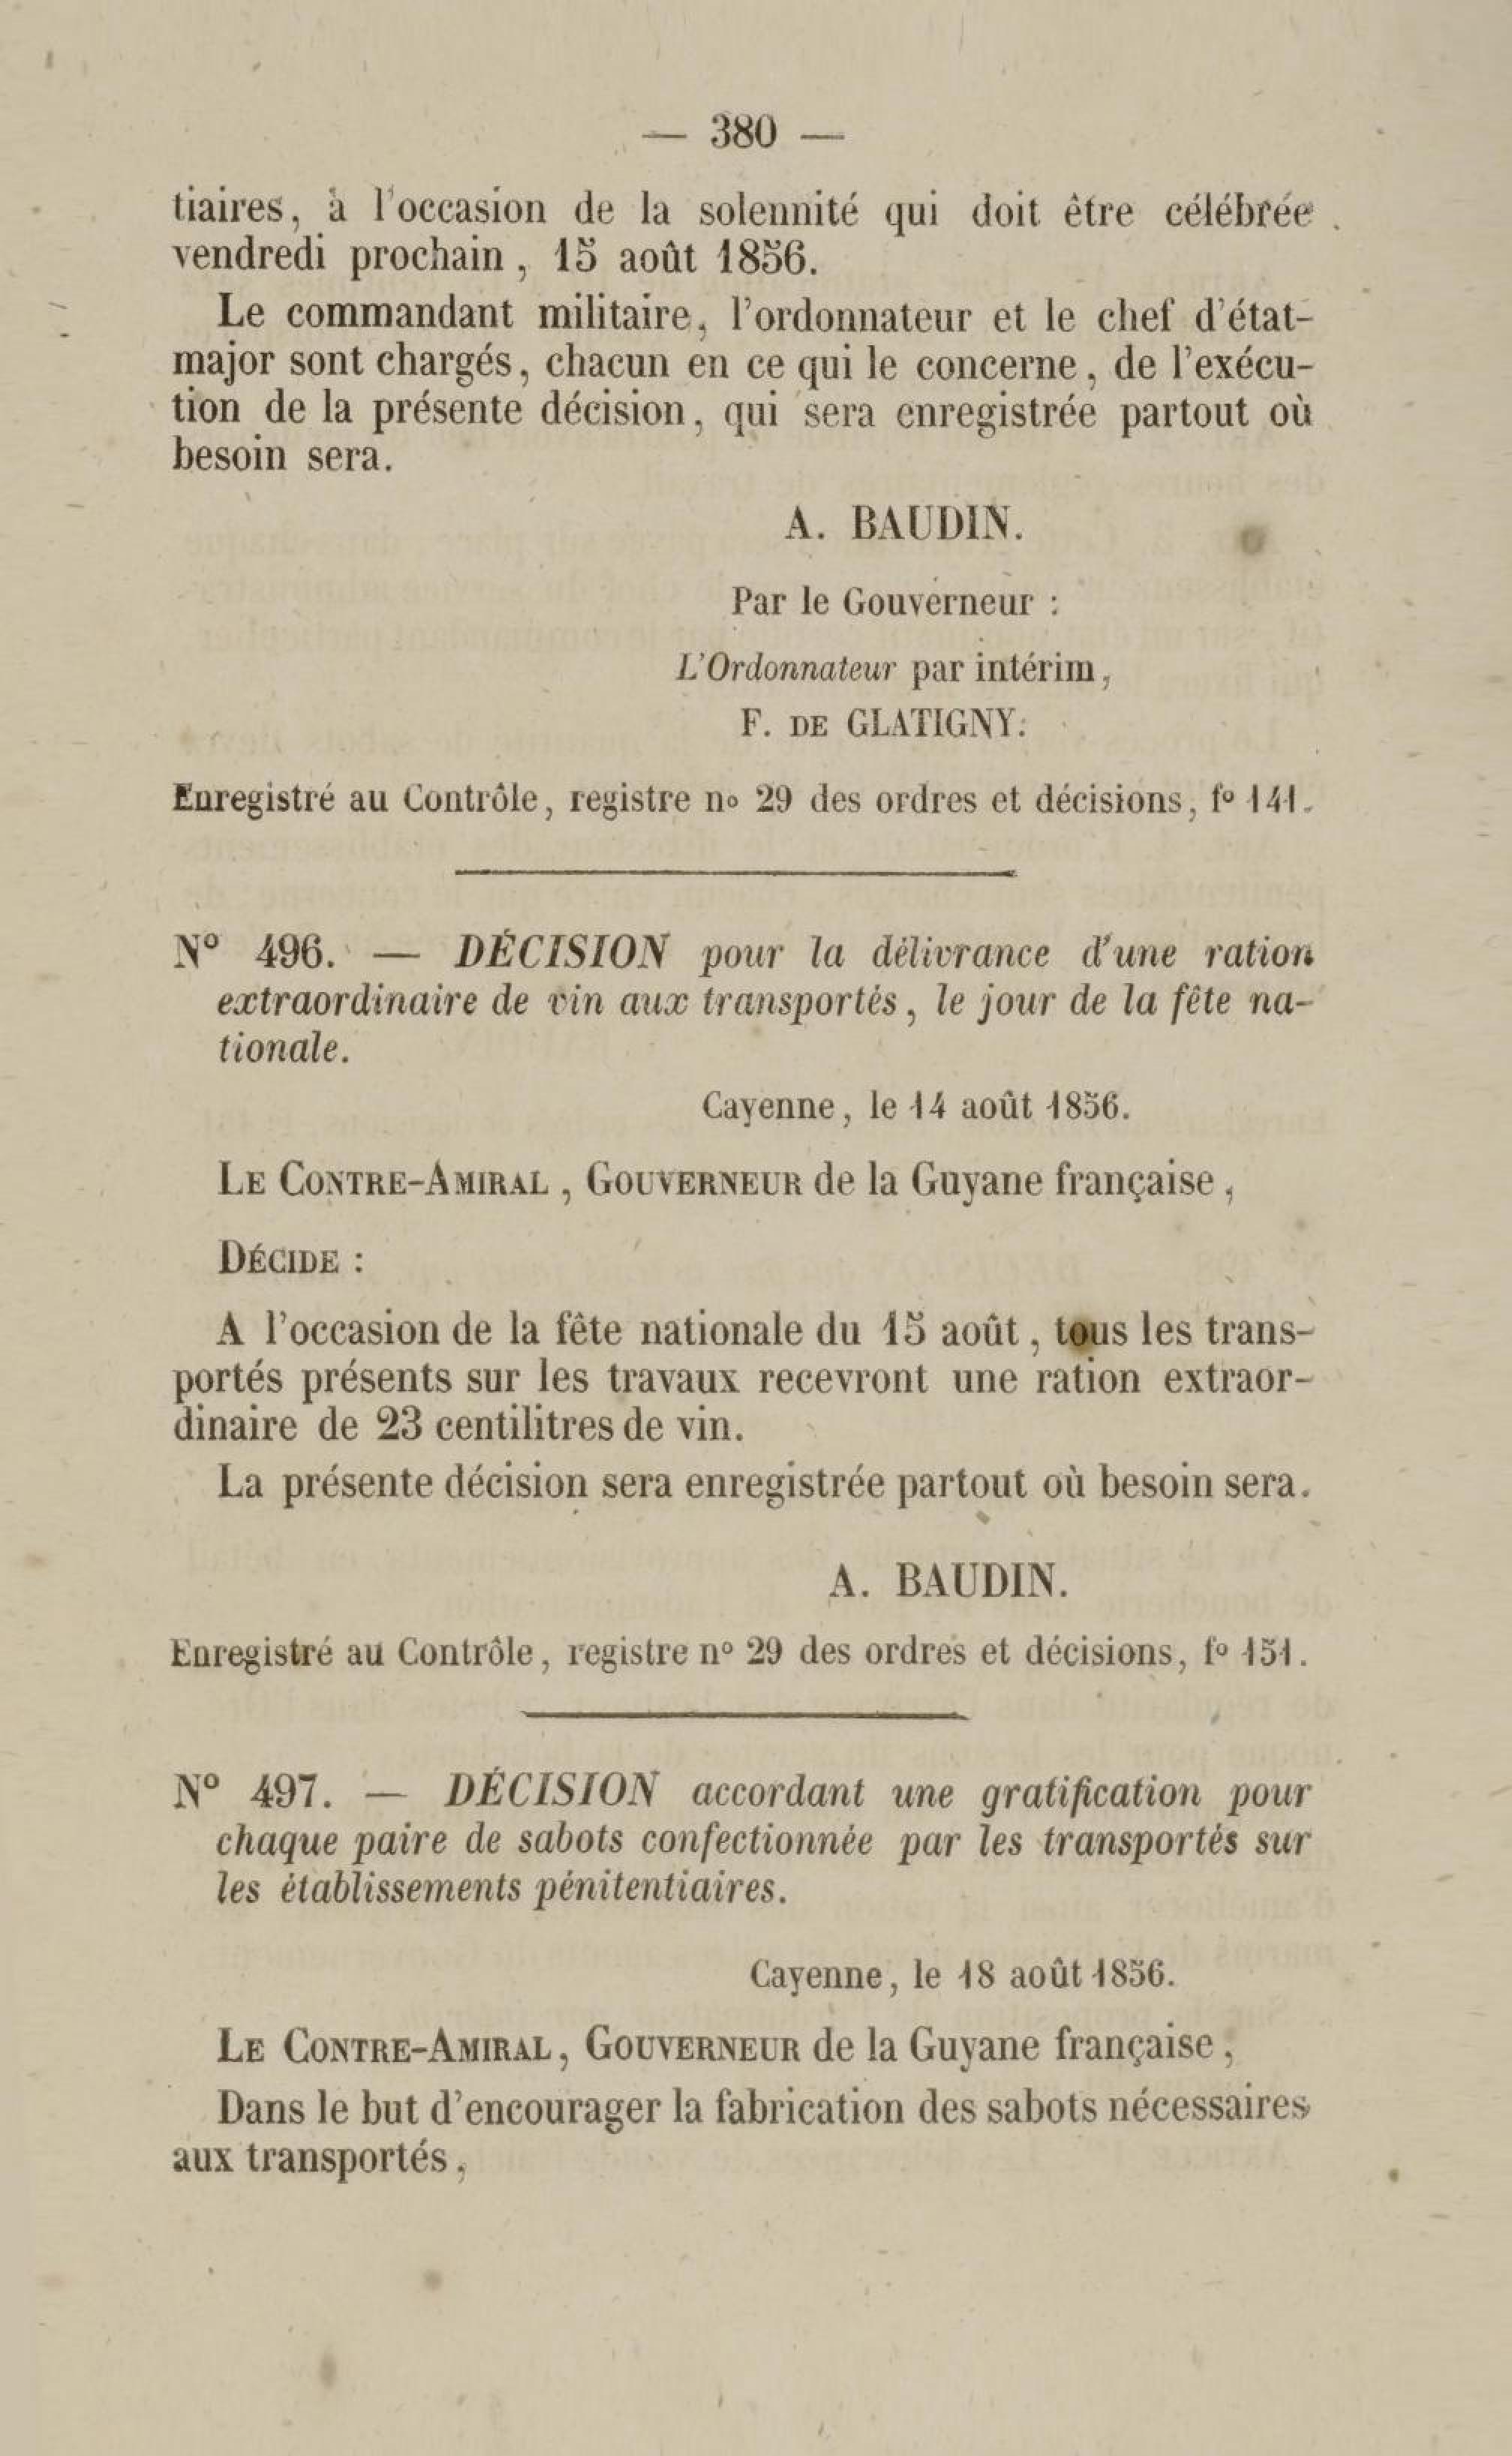 — 380 —
tiaires, à l'occasion de la solennité qui doit être célébrée
vendredi prochain, 15 août 1856.
Le commandant militaire, l'ordonnateur et le chef d'état-
major sont chargés, chacun en ce qui le concerne, de l'exécu-
tion de la présente décision, qui sera enregistrée partout où
besoin sera.
A. BAUDIN.
Par le Gouverneur :
L'Ordonnateur par intérim,
F. DE GLATIGNY.
Enregistré au Contrôle, registre nº 29 des ordres et décisions, fº 141.
Nº 496. — DÉCISION pour la délivrance d'une ration
extraordinaire de vin aux transportés, le jour de la fête na-
tionale.
Cayenne, le 14 août 1856.
LE CONTRE-AMIRAL, GOUVERNEUR de la Guyane française,
DÉCIDE :
A l'occasion de la fête nationale du 15 août, tous les trans-
portés présents sur les travaux recevront une ration extraor-
dinaire de 23 centilitres de vin.
La présente décision sera enregistrée partout où besoin sera.
A. BAUDIN.
Enregistré au Contrôle, registre nº 29 des ordres et décisions, fº 151.
Nº 497. — DÉCISION accordant une gratification pour
chaque paire de sabots confectionnée par les transportés sur
les établissements pénitentiaires.
Cayenne, le 18 août 1856.
LE CONTRE-AMIRAL, GOUVERNEUR de la Guyane française,
Dans le but d'encourager la fabrication des sabots nécessaires
aux transportés,